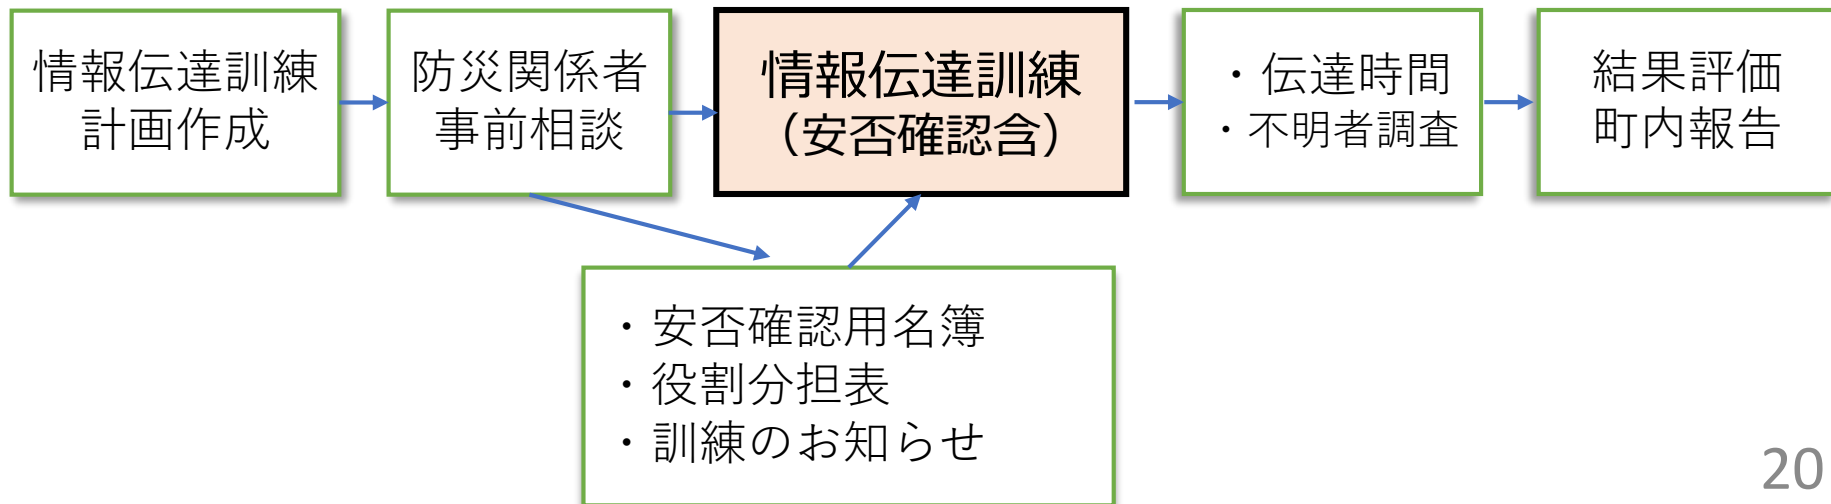 情報伝達訓練
計画作成
防災関係者
事前相談
情報伝達訓練
（安否確認含）
・伝達時間
・不明者調査
結果評価
町内報告
・安否確認用名簿
・役割分担表
・訓練のお知らせ
20